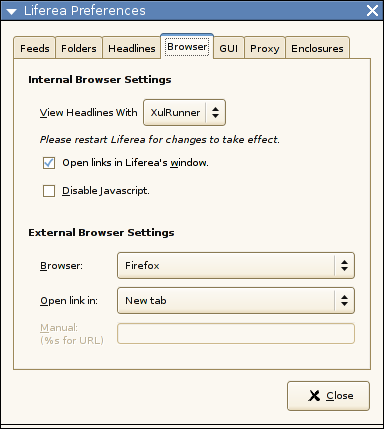 Liferea Preferences
Feeds Folders Headlines Browser GUI Proxy Enclosures
Internal Browser Settings
View Headlines With XulRunner
Please restart Liferea for changes to take effect.
Open links in Liferea's window.
Disable Javascript.
External Browser Settings
Browser: Firefox
Open link in: New tab
Manual:
(%s for URL)
Close